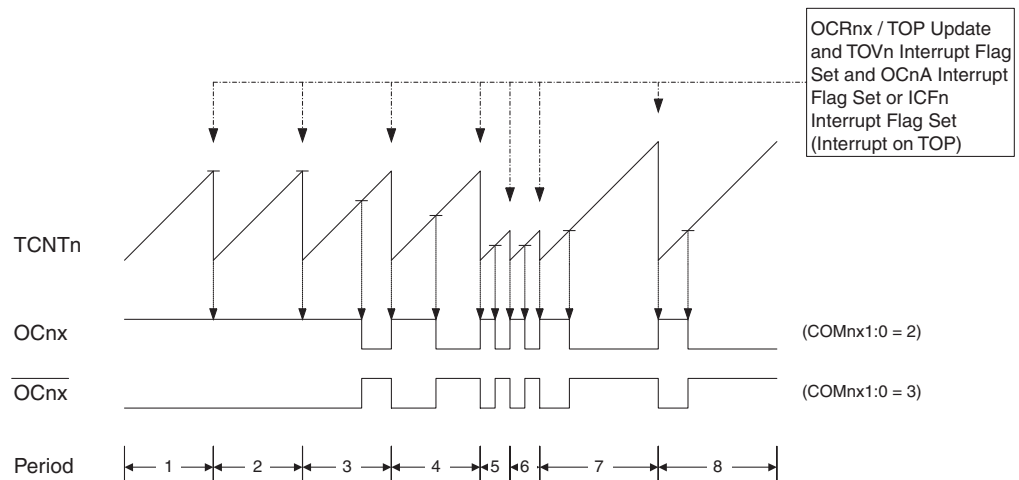 OCRnx / TOP Update
and TOVn Interrupt Flag
Set and OCnA Interrupt
Flag Set or ICFn
Interrupt Flag Set
(Interrupt on TOP)
TCNTn
OCnx
(COMnx1:0 = 2)
OCnx
(COMnx1:0 = 3)
Period 1 2 3 4 5 6 7 8